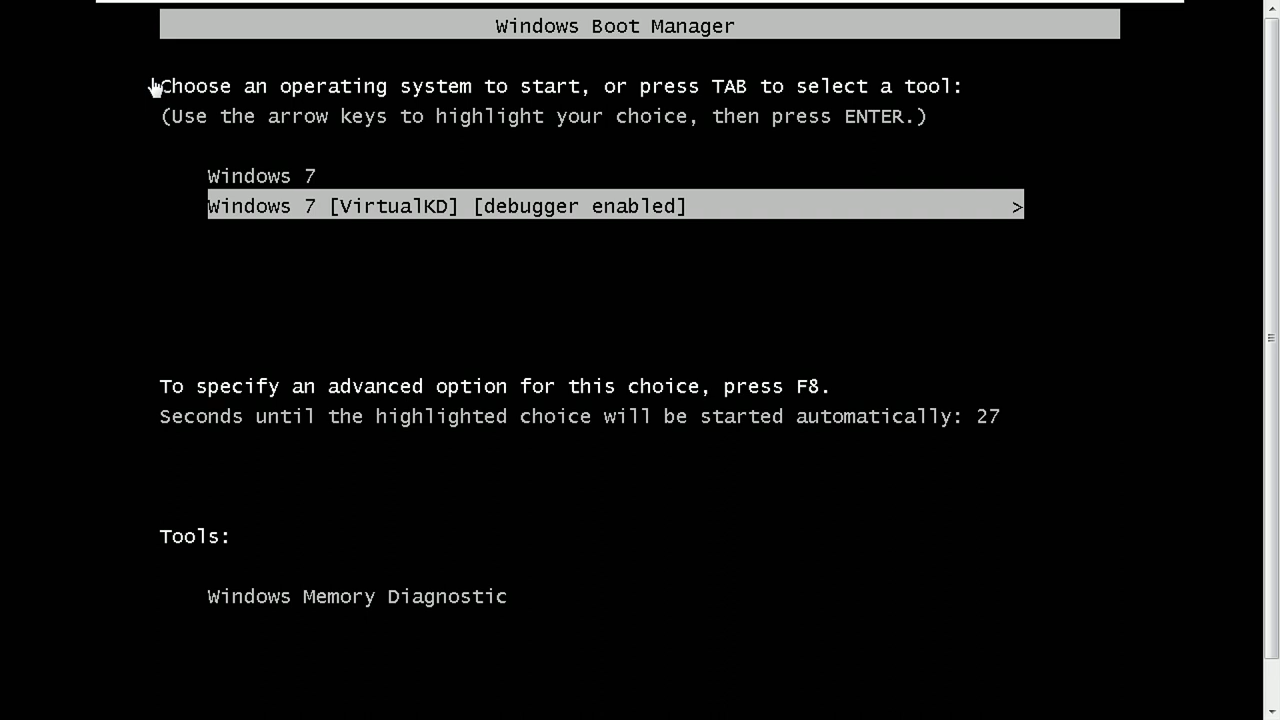 Windows Boot Manager
Choose an operating system to start, or press TAB to select a tool:
(Use the arrow keys to highlight your choice, then press ENTER.)
Windows 7
Windows 7 [VirtualKD] [debugger enabled] >
To specify an advanced option for this choice, press F8.
Seconds until the highlighted choice will be started automatically: 27
Tools:
Windows Memory Diagnostic